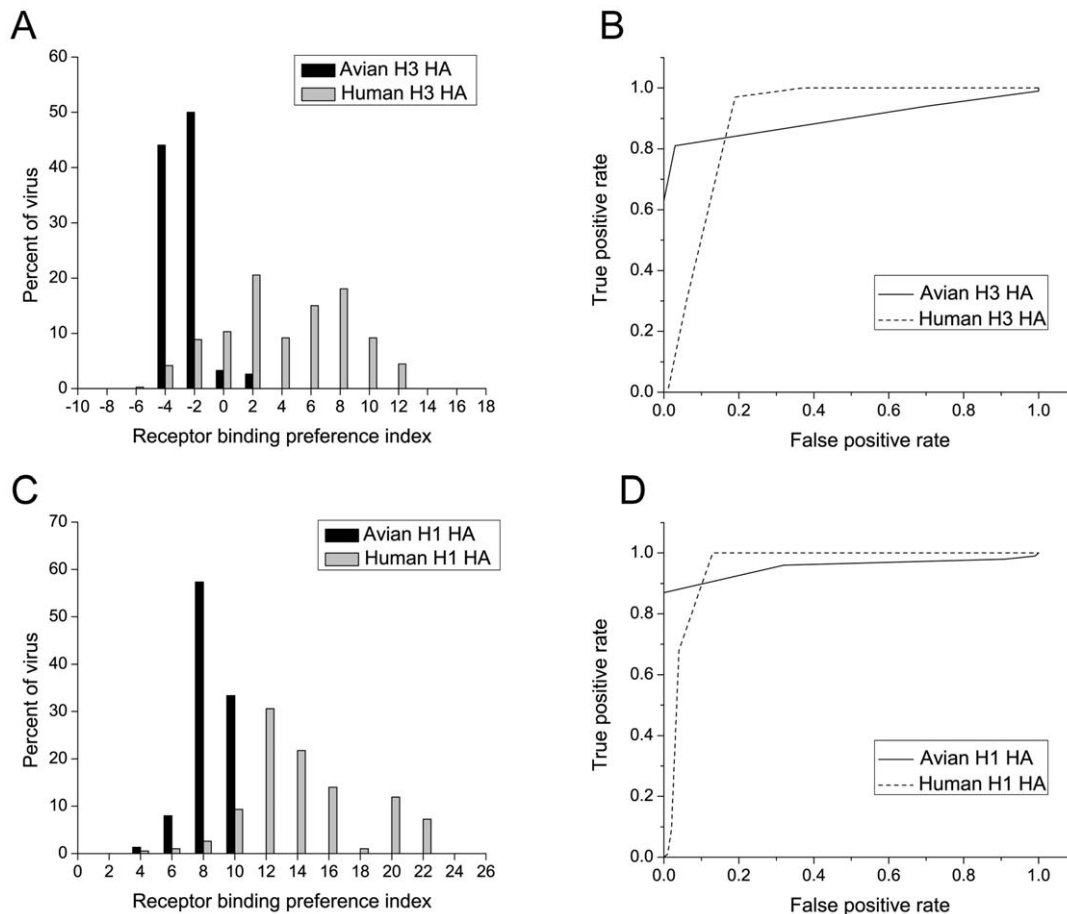 A
60
50
40
30
20
10
0
Percent of virus
Avian H3 HA
Human H3 HA
-10 -8 -6 -4 -2 0 2 4 6 8 10 12 14 16 18
Receptor binding preference index
B
1.0
0.8
0.6
0.4
0.2
0.0
True positive rate
Avian H3 HA
Human H3 HA
0.0 0.2 0.4 0.6 0.8 1.0
False positive rate
C
70
60
50
40
30
20
10
0
Percent of virus
Avian H1 HA
Human H1 HA
0 2 4 6 8 10 12 14 16 18 20 22 24 26
Receptor binding preference index
D
1.0
0.8
0.6
0.4
0.2
0.0
True positive rate
Avian H1 HA
Human H1 HA
0.0 0.2 0.4 0.6 0.8 1.0
False positive rate